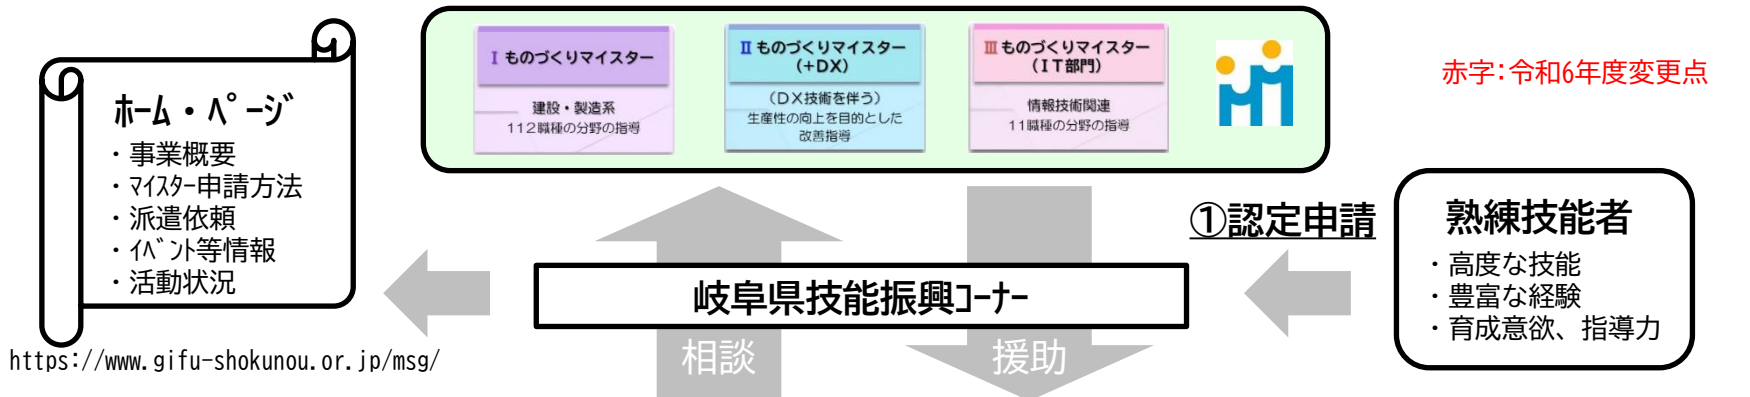 Ⅰ ものづくりマイスター
建設・製造系
112職種の分野の指導
Ⅱ ものづくりマイスター
(+DX)
(DX技術を伴う)
生産性の向上を目的とした
改善指導
Ⅲ ものづくりマイスター
(IT部門)
情報技術関連
11職種の分野の指導
赤字:令和6年度変更点
ホーム・ページ
・事業概要
・マイスター申請方法
・派遣依頼
・イベント等情報
・活動状況
https://www.gifu-shokunou.or.jp/msg/
岐阜県技能振興コーナー
相談
援助
①認定申請
熟練技能者
・高度な技能
・豊富な経験
・育成意欲、指導力